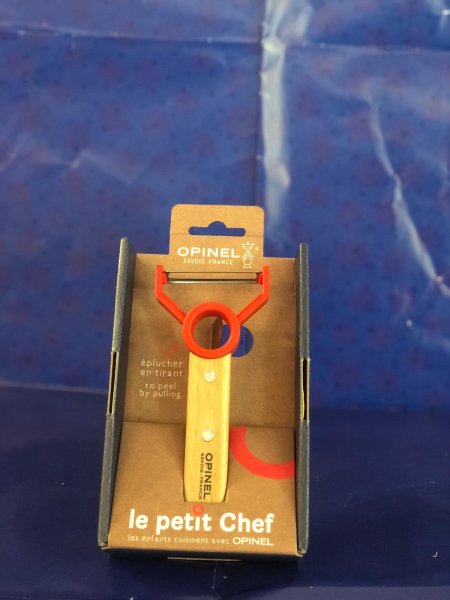 OPINEL
SAVOIE FRANCE
éplucher
en tirant
to peel
by pulling
OPINEL
SAVOIE-FRANCE
le petit Chef
les enfants cuisinent avec OPINEL